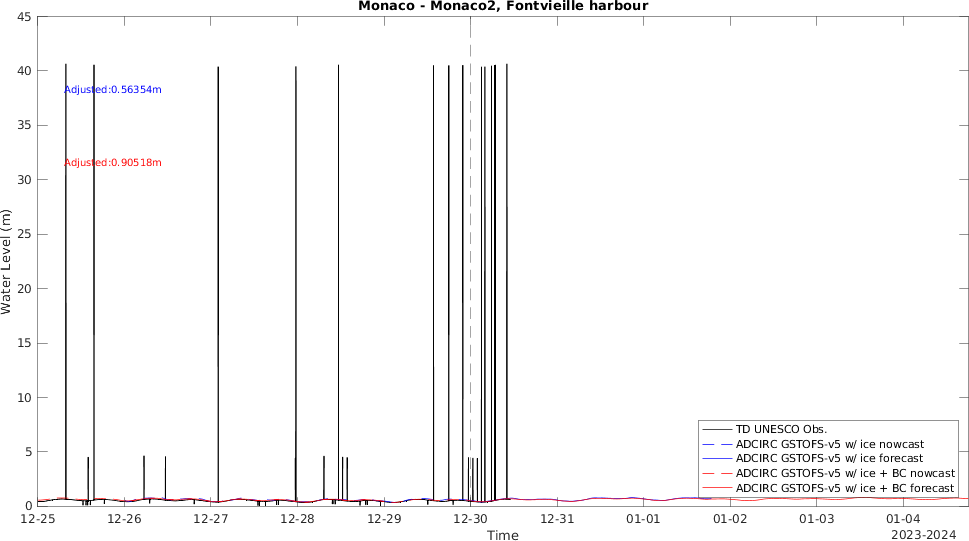 Monaco - Monaco2, Fontvieille harbour
45
40
35
30
25
20
15
10
5
0
Water Level (m)
Adjusted:0.56354m
Adjusted:0.90518m
TD UNESCO Obs.
ADCIRC GSTOFS-v5 w/ ice nowcast
ADCIRC GSTOFS-v5 w/ ice forecast
ADCIRC GSTOFS-v5 w/ ice + BC nowcast
ADCIRC GSTOFS-v5 w/ ice + BC forecast
12-25 12-26 12-27 12-28 12-29 12-30 12-31 01-01 01-02 01-03 01-04
Time
2023-2024